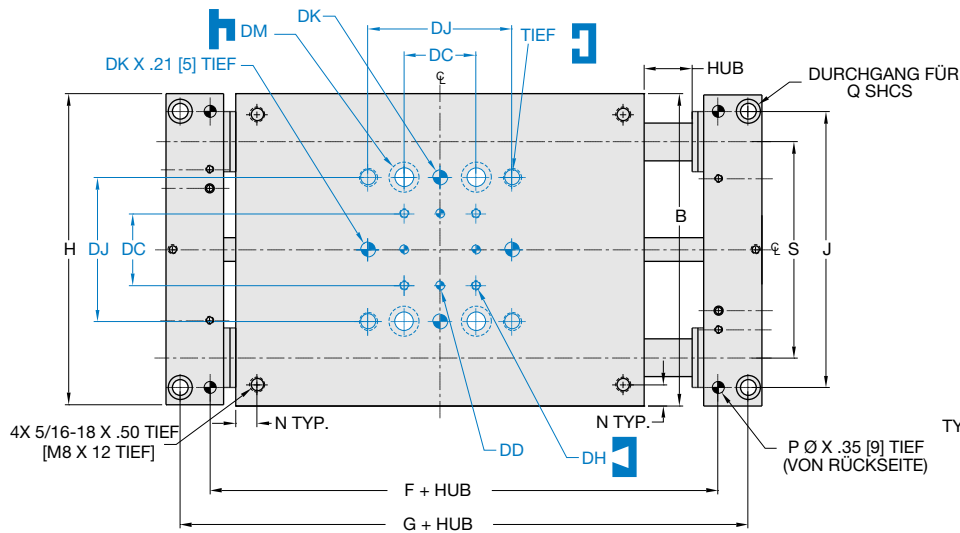 DK
DJ
DM
TIEF
DC
HUB
DK X .21 [5] TIEF
℄
DURCHGANG FÜR
Q SHCS
H
DJ
DC
B
℄
S
J
4X 5/16-18 X .50 TIEF
[M8 X 12 TIEF]
N TYP.
N TYP.
DD
DH
TY
P Ø X .35 [9] TIEF
(VON RÜCKSEITE)
F + HUB
G + HUB